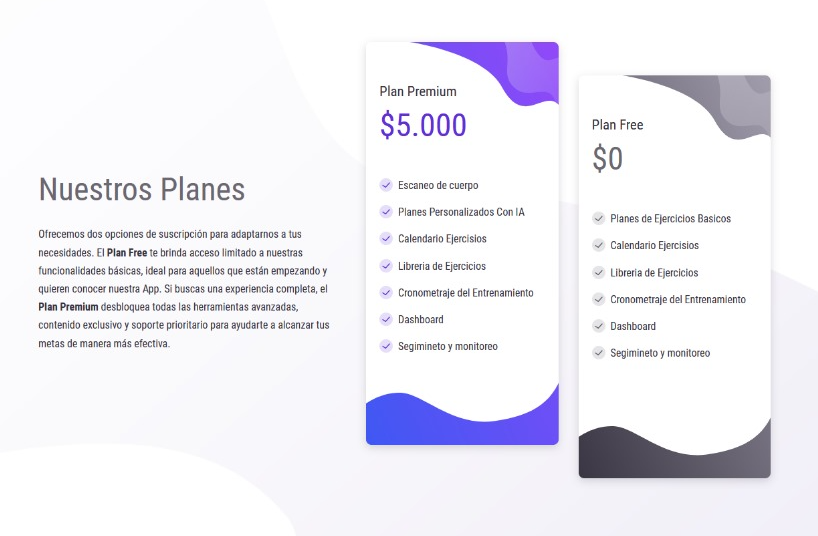 Nuestros Planes
Ofrecemos dos opciones de suscripción para adaptarnos a tus
necesidades. El Plan Free te brinda acceso limitado a nuestras
funcionalidades básicas, ideal para aquellos que están empezando y
quieren conocer nuestra App. Si buscas una experiencia completa, el
Plan Premium desbloquea todas las herramientas avanzadas,
contenido exclusivo y soporte prioritario para ayudarte a alcanzar tus
metas de manera más efectiva.
Plan Premium
$5.000
Escaneo de cuerpo
Planes Personalizados Con IA
Calendario Ejercisios
Libreria de Ejercicios
Cronometraje del Entrenamiento
Dashboard
Segimineto y monitoreo
Plan Free
$0
Planes de Ejercicios Basicos
Calendario Ejercisios
Libreria de Ejercicios
Cronometraje del Entrenamiento
Dashboard
Segimineto y monitoreo